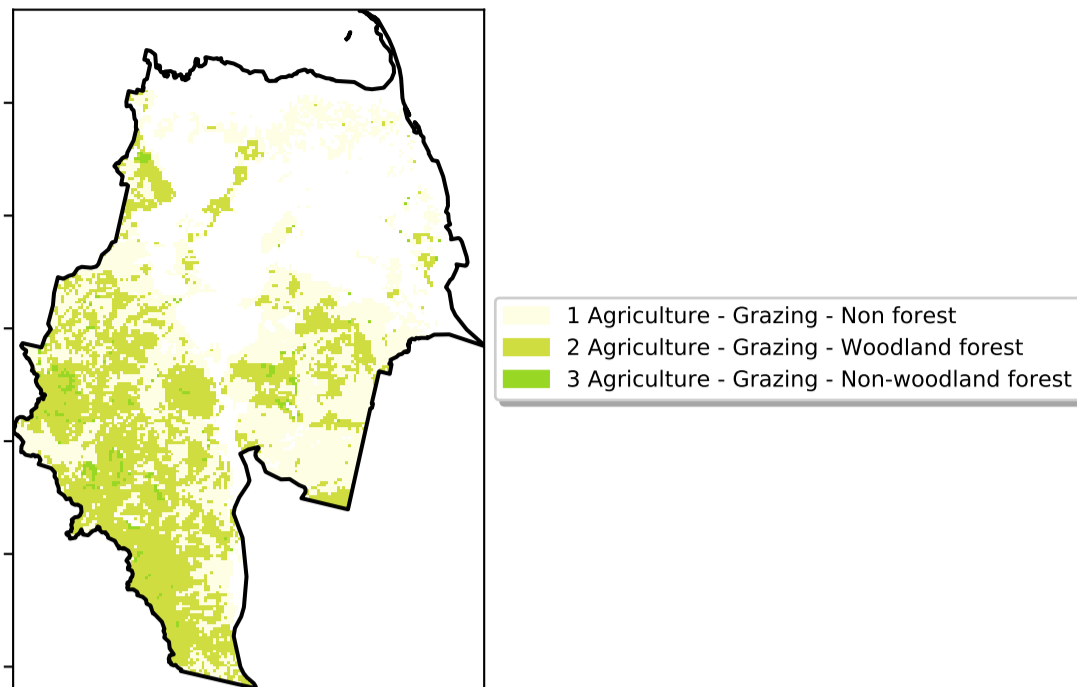 1 Agriculture - Grazing - Non forest
2 Agriculture - Grazing - Woodland forest
3 Agriculture - Grazing - Non-woodland forest